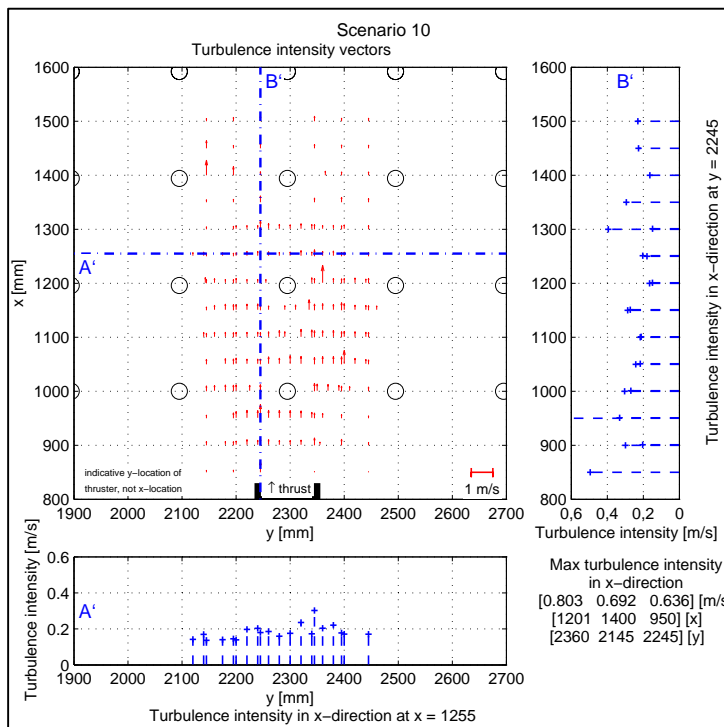 Scenario 10
Turbulence intensity vectors
1600
1500
1400
1300
1200
1100
1000
900
800
x [mm]
B‘
A‘
indicative y−location of
thruster, not x−location
↑ thrust
1 m/s
1900 2000 2100 2200 2300 2400 2500 2600 2700
y [mm]
B‘
1600
1500
1400
1300
1200
1100
1000
900
800
0,6 0,4 0,2 0
Turbulence intensity [m/s]
Turbulence intensity in x−direction at y = 2245
Turbulence intensity [m/s]
0.6
0.4
0.2
0
A‘
1900 2000 2100 2200 2300 2400 2500 2600 2700
y [mm]
Turbulence intensity in x−direction at x = 1255
Max turbulence intensity
in x−direction
[0.803 0.692 0.636] [m/s
[1201 1400 950] [x]
[2360 2145 2245] [y]